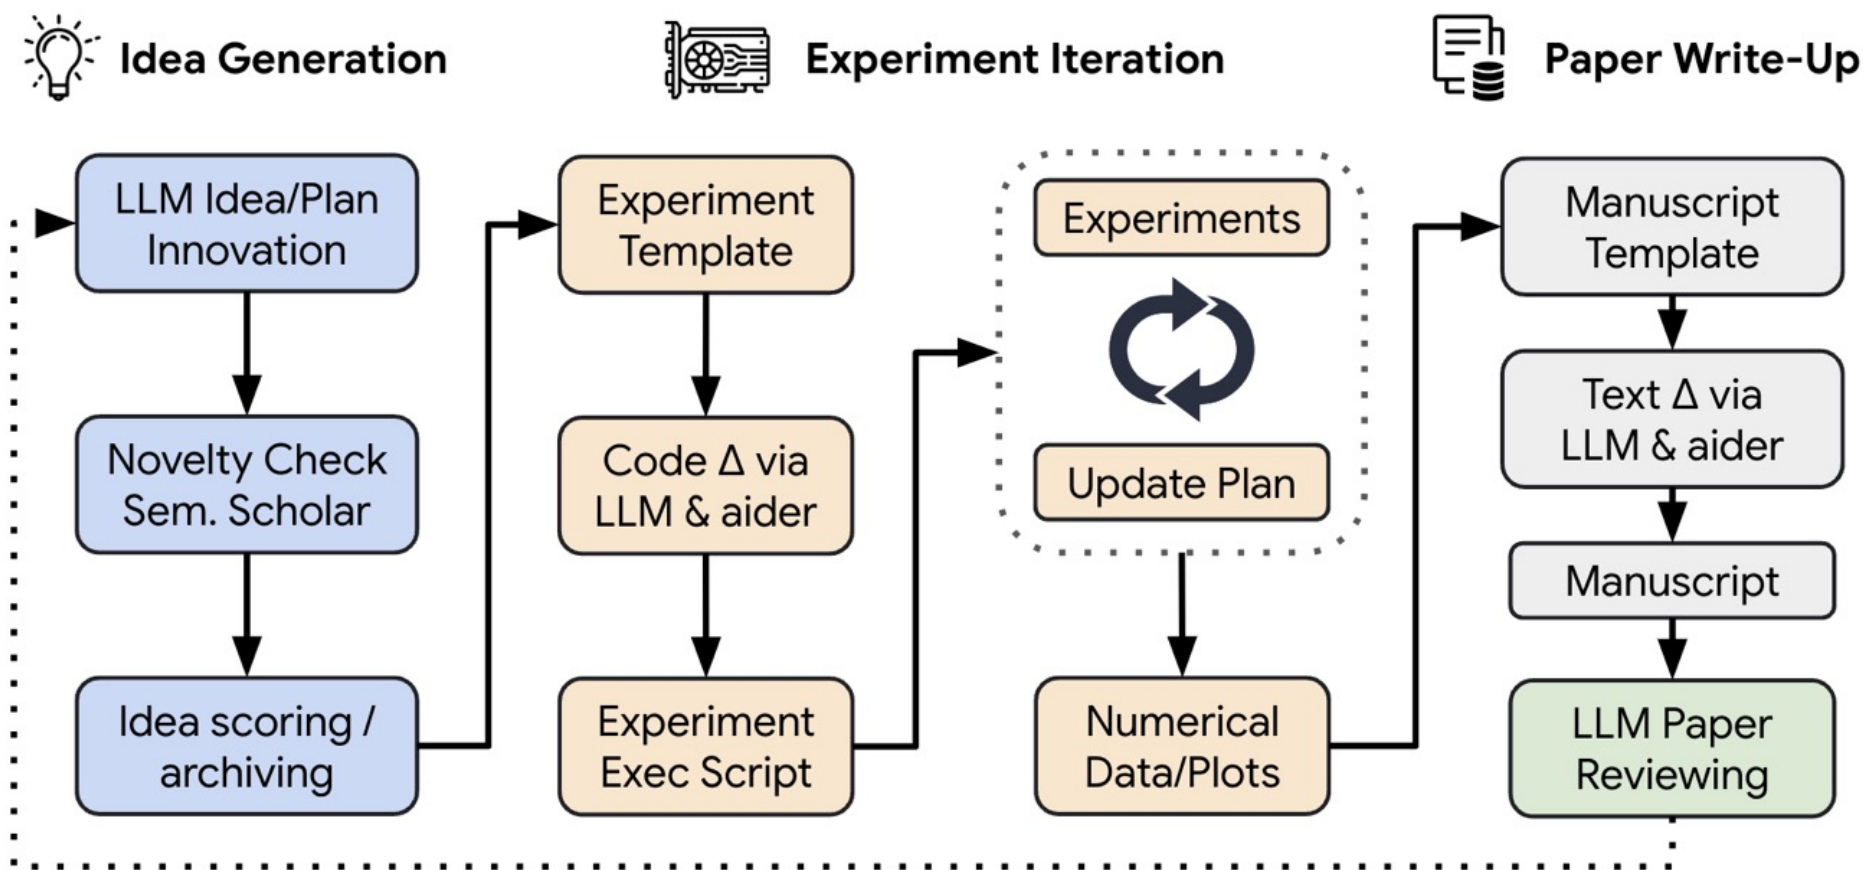 Idea Generation
Experiment Iteration
Paper Write-Up
LLM Idea/Plan
Innovation
Novelty Check
Sem. Scholar
Idea scoring /
archiving
Experiment
Template
Code Δ via
LLM & aider
Experiment
Exec Script
Experiments
Update Plan
Numerical
Data/Plots
Manuscript
Template
Text Δ via
LLM & aider
Manuscript
LLM Paper
Reviewing